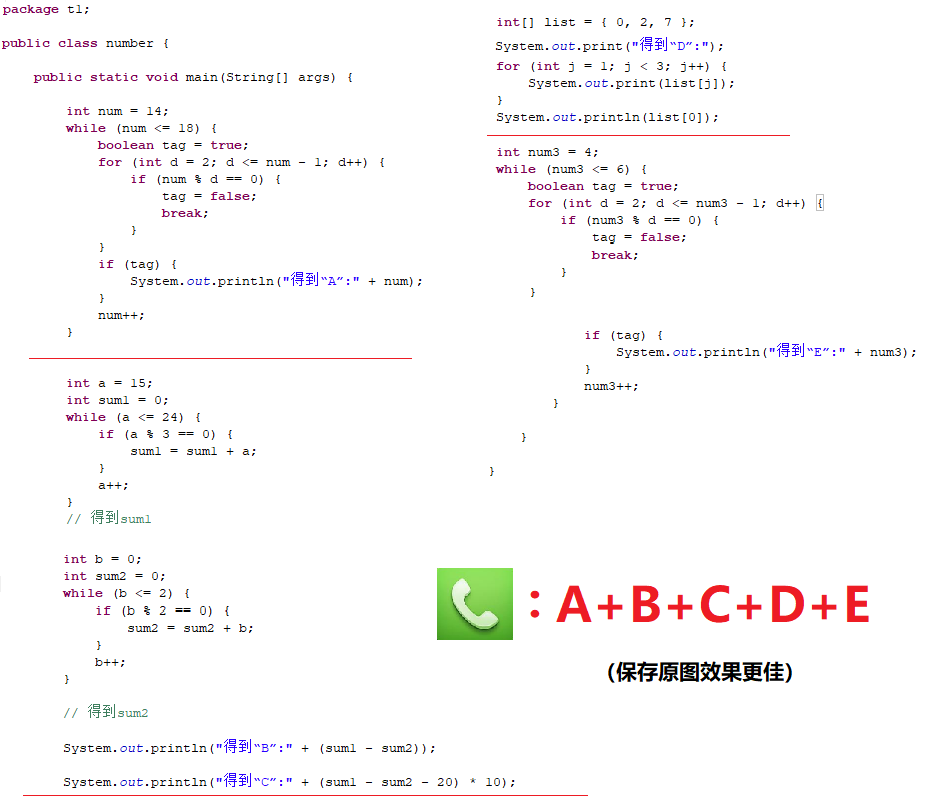 package t1;
public class number {
public static void main(String[] args) {
int num = 14;
while (num <= 18) {
boolean tag = true;
for (int d = 2; d <= num - 1; d++) {
if (num % d == 0) {
tag = false;
break;
}
}
if (tag) {
System.out.println("得到“A”:" + num);
}
num++;
}
int a = 15;
int sum1 = 0;
while (a <= 24) {
if (a % 3 == 0) {
sum1 = sum1 + a;
}
a++;
}
// 得到sum1
int b = 0;
int sum2 = 0;
while (b <= 2) {
if (b % 2 == 0) {
sum2 = sum2 + b;
}
b++;
}
// 得到sum2
System.out.println("得到“B”:" + (sum1 - sum2));
System.out.println("得到“C”:" + (sum1 - sum2 - 20) * 10);
int[] list = { 0, 2, 7 };
System.out.print("得到“D”:");
for (int j = 1; j < 3; j++) {
System.out.print(list[j]);
}
System.out.println(list[0]);
int num3 = 4;
while (num3 <= 6) {
boolean tag = true;
for (int d = 2; d <= num3 - 1; d++) {
if (num3 % d == 0) {
tag = false;
break;
}
}
if (tag) {
System.out.println("得到“E”:" + num3);
}
num3++;
}
}
}
:A+B+C+D+E
(保存原图效果更佳)